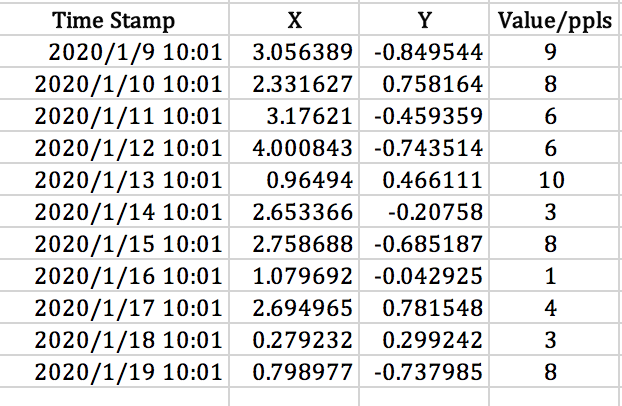 Time Stamp X Y Value/ppls
2020/1/9 10:01 3.056389 -0.849544 9
2020/1/10 10:01 2.331627 0.758164 8
2020/1/11 10:01 3.17621 -0.459359 6
2020/1/12 10:01 4.000843 -0.743514 6
2020/1/13 10:01 0.96494 0.466111 10
2020/1/14 10:01 2.653366 -0.20758 3
2020/1/15 10:01 2.758688 -0.685187 8
2020/1/16 10:01 1.079692 -0.042925 1
2020/1/17 10:01 2.694965 0.781548 4
2020/1/18 10:01 0.279232 0.299242 3
2020/1/19 10:01 0.798977 -0.737985 8